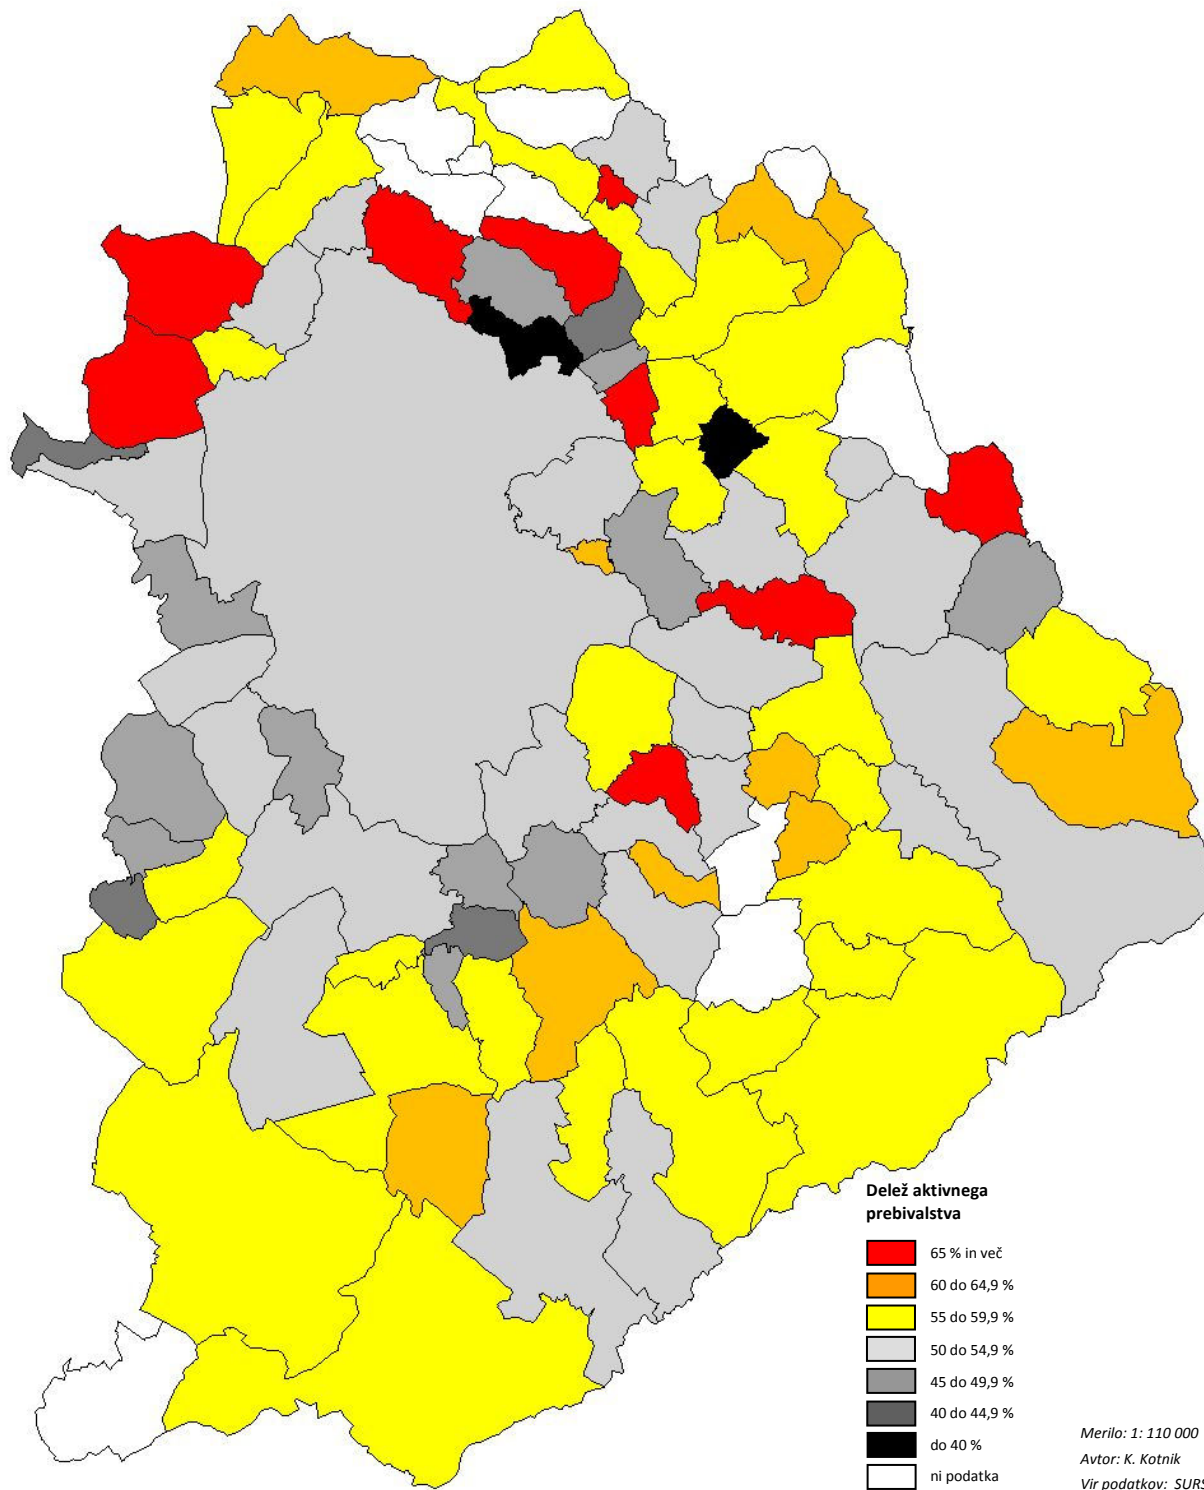 Delež aktivnega
prebivalstva
65 % in več
60 do 64,9 %
55 do 59,9 %
50 do 54,9 %
45 do 49,9 %
40 do 44,9 %
do 40 %
ni podatka
Merilo: 1: 110 000
Avtor: K. Kotnik
Vir podatkov: SURS